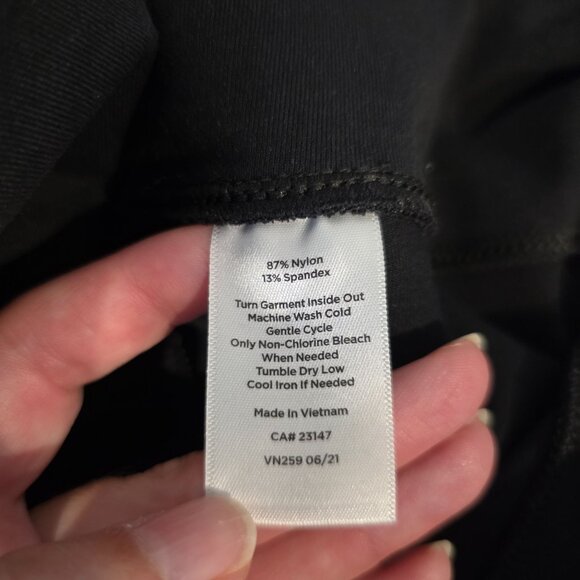 87% Nylon
13% Spandex
Turn Garment Inside Out
Machine Wash Cold
Gentle Cycle
Only Non-Chlorine Bleach
When Needed
Tumble Dry Low
Cool Iron If Needed
Made In Vietnam
CA# 23147
VN259 06/21